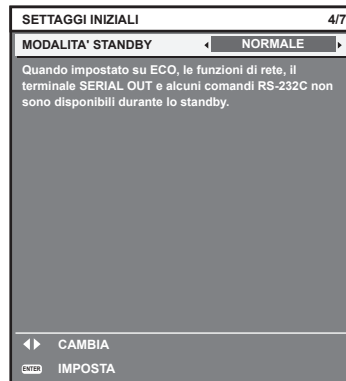 SETTAGGI INIZIALI 4/7
MODALITA' STANDBY NORMALE
Quando impostato su ECO, le funzioni di rete, il
terminale SERIAL OUT e alcuni comandi RS-232C non
sono disponibili durante lo standby.
CAMBIA
ENTER IMPOSTA